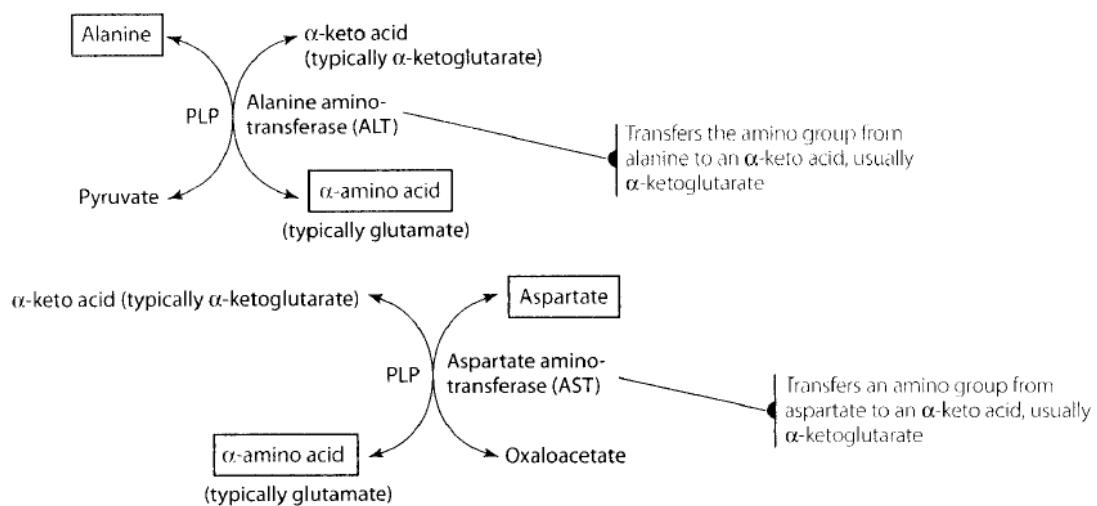 Alanine
α-keto acid
(typically α-ketoglutarate)
PLP
Alanine amino-
transferase (ALT)
Transfers the amino group from
alanine to an α-keto acid, usually
α-ketoglutarate
Pyruvate
α-amino acid
(typically glutamate)
α-keto acid (typically α-ketoglutarate)
Aspartate
PLP
Aspartate amino-
transferase (AST)
Transfers an amino group from
aspartate to an α-keto acid, usually
α-ketoglutarate
α-amino acid
(typically glutamate)
Oxaloacetate